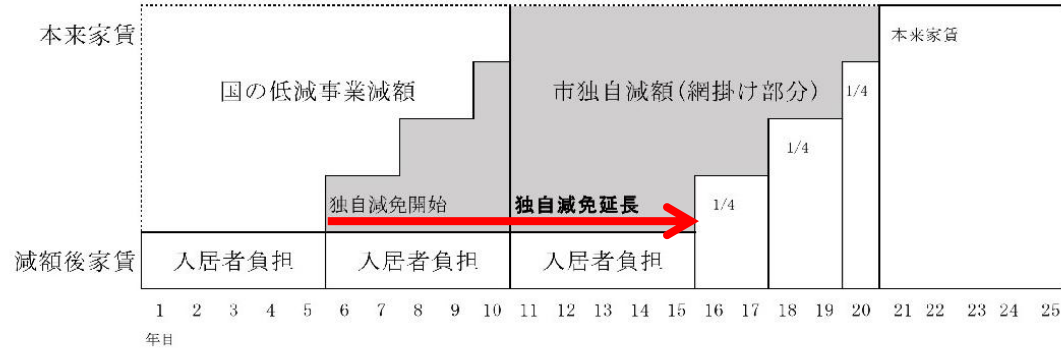 本来家賃
本来家賃
国の低減事業減額
市独自減額(網掛け部分)
1/4
1/4
独自減免開始
独自減免延長
1/4
減額後家賃
入居者負担
入居者負担
入居者負担
1 2 3 4 5 6 7 8 9 10 11 12 13 14 15 16 17 18 19 20 21 22 23 24 25
年目